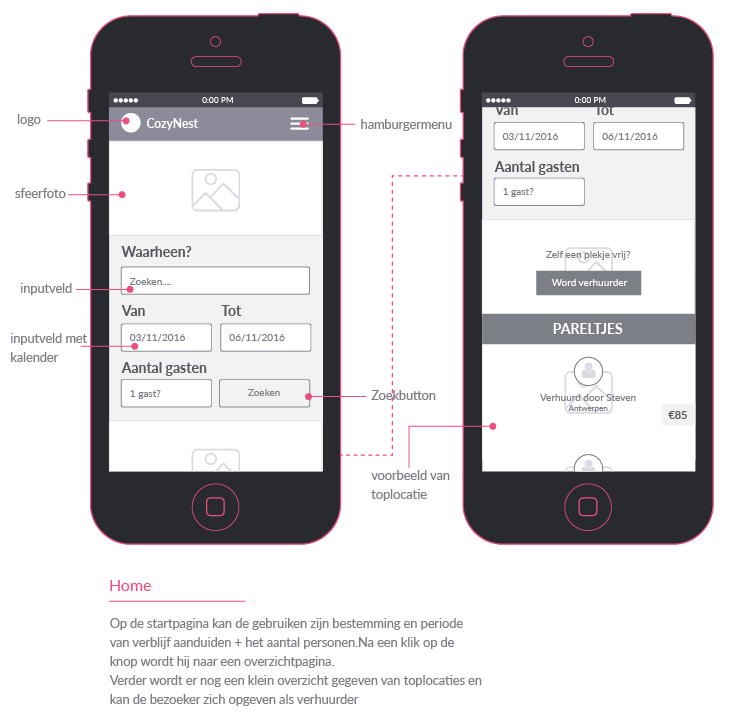 0:00 PM
logo
CozyNest
hamburgermenu
sfeerfoto
Waarheen?
inputveld
Zoeken....
Van
Tot
inputveld met
kalender
03/11/2016
06/11/2016
Aantal gasten
1 gast?
Zoeken
Zoekbutton
0:00 PM
Van
Tot
03/11/2016
06/11/2016
Aantal gasten
1 gast?
Zelf een plekje vrij?
Word verhuurder
PARELTJES
Verhuurd door Steven
Antwerpen
€85
voorbeeld van
toplocatie
Home
Op de startpagina kan de gebruiken zijn bestemming en periode
van verblijf aanduiden + het aantal personen.Na een klik op de
knop wordt hij naar een overzichtpagina.
Verder wordt er nog een klein overzicht gegeven van toplocaties en
kan de bezoeker zich opgeven als verhuurder